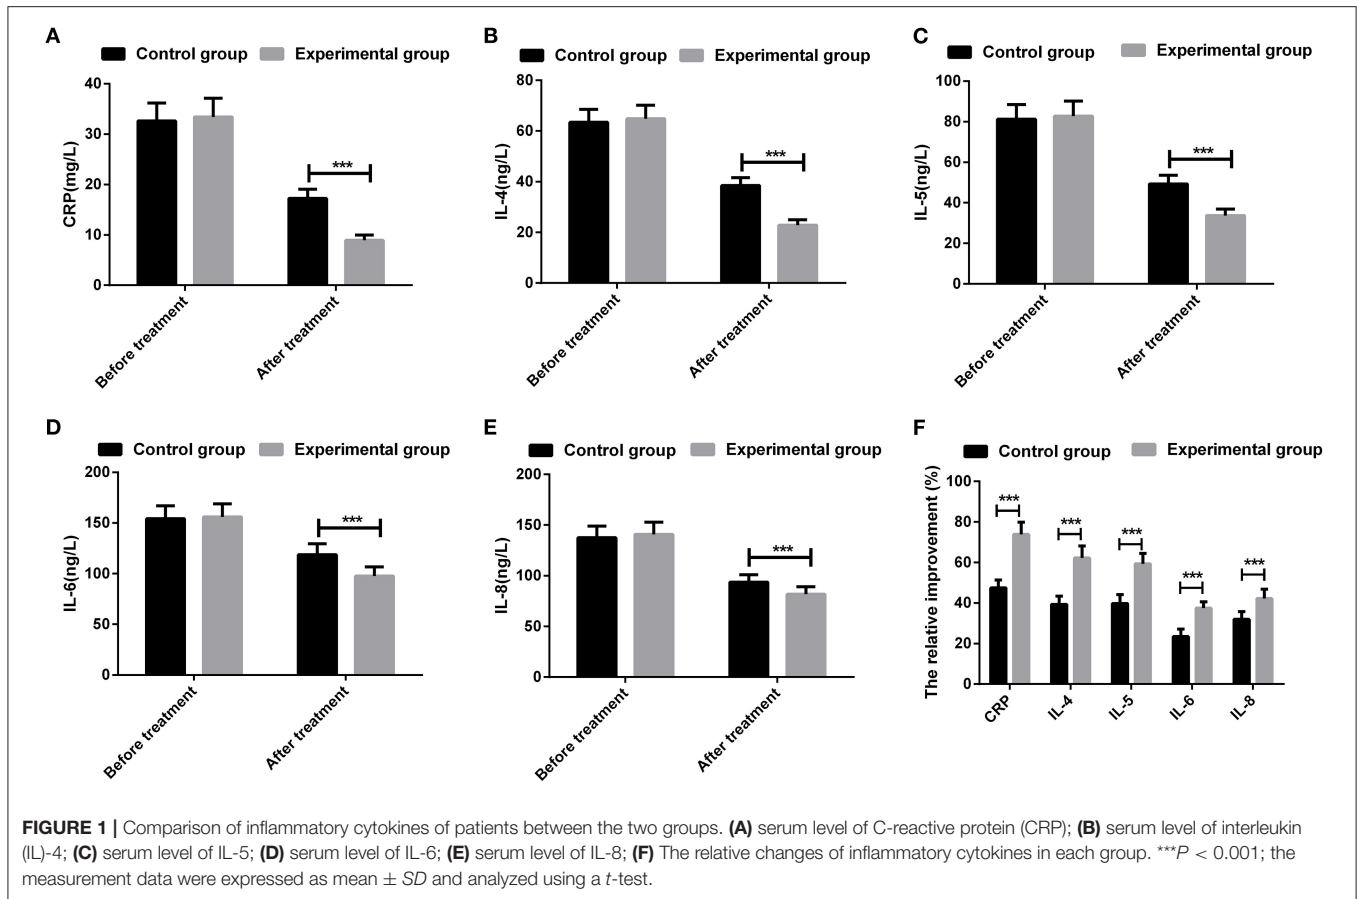 A
Control group Experimental group
CRP(mg/L)
40
30
20
10
0
***
Before treatment
After treatment
B
Control group Experimental group
IL-4(ng/L)
80
60
40
20
0
***
Before treatment
After treatment
C
Control group Experimental group
IL-5(ng/L)
100
80
60
40
20
0
***
Before treatment
After treatment
D
Control group Experimental group
IL-6(ng/L)
200
150
100
50
0
***
Before treatment
After treatment
E
Control group Experimental group
IL-8(ng/L)
200
150
100
50
0
***
Before treatment
After treatment
F
Control group Experimental group
The relative improvement (%)
100
80
60
40
20
0
***
***
***
***
***
CRP
IL-4
IL-5
IL-6
IL-8
FIGURE 1 | Comparison of inflammatory cytokines of patients between the two groups. (A) serum level of C-reactive protein (CRP); (B) serum level of interleukin
(IL)-4; (C) serum level of IL-5; (D) serum level of IL-6; (E) serum level of IL-8; (F) The relative changes of inflammatory cytokines in each group. ***P < 0.001; the
measurement data were expressed as mean ± SD and analyzed using a t-test.